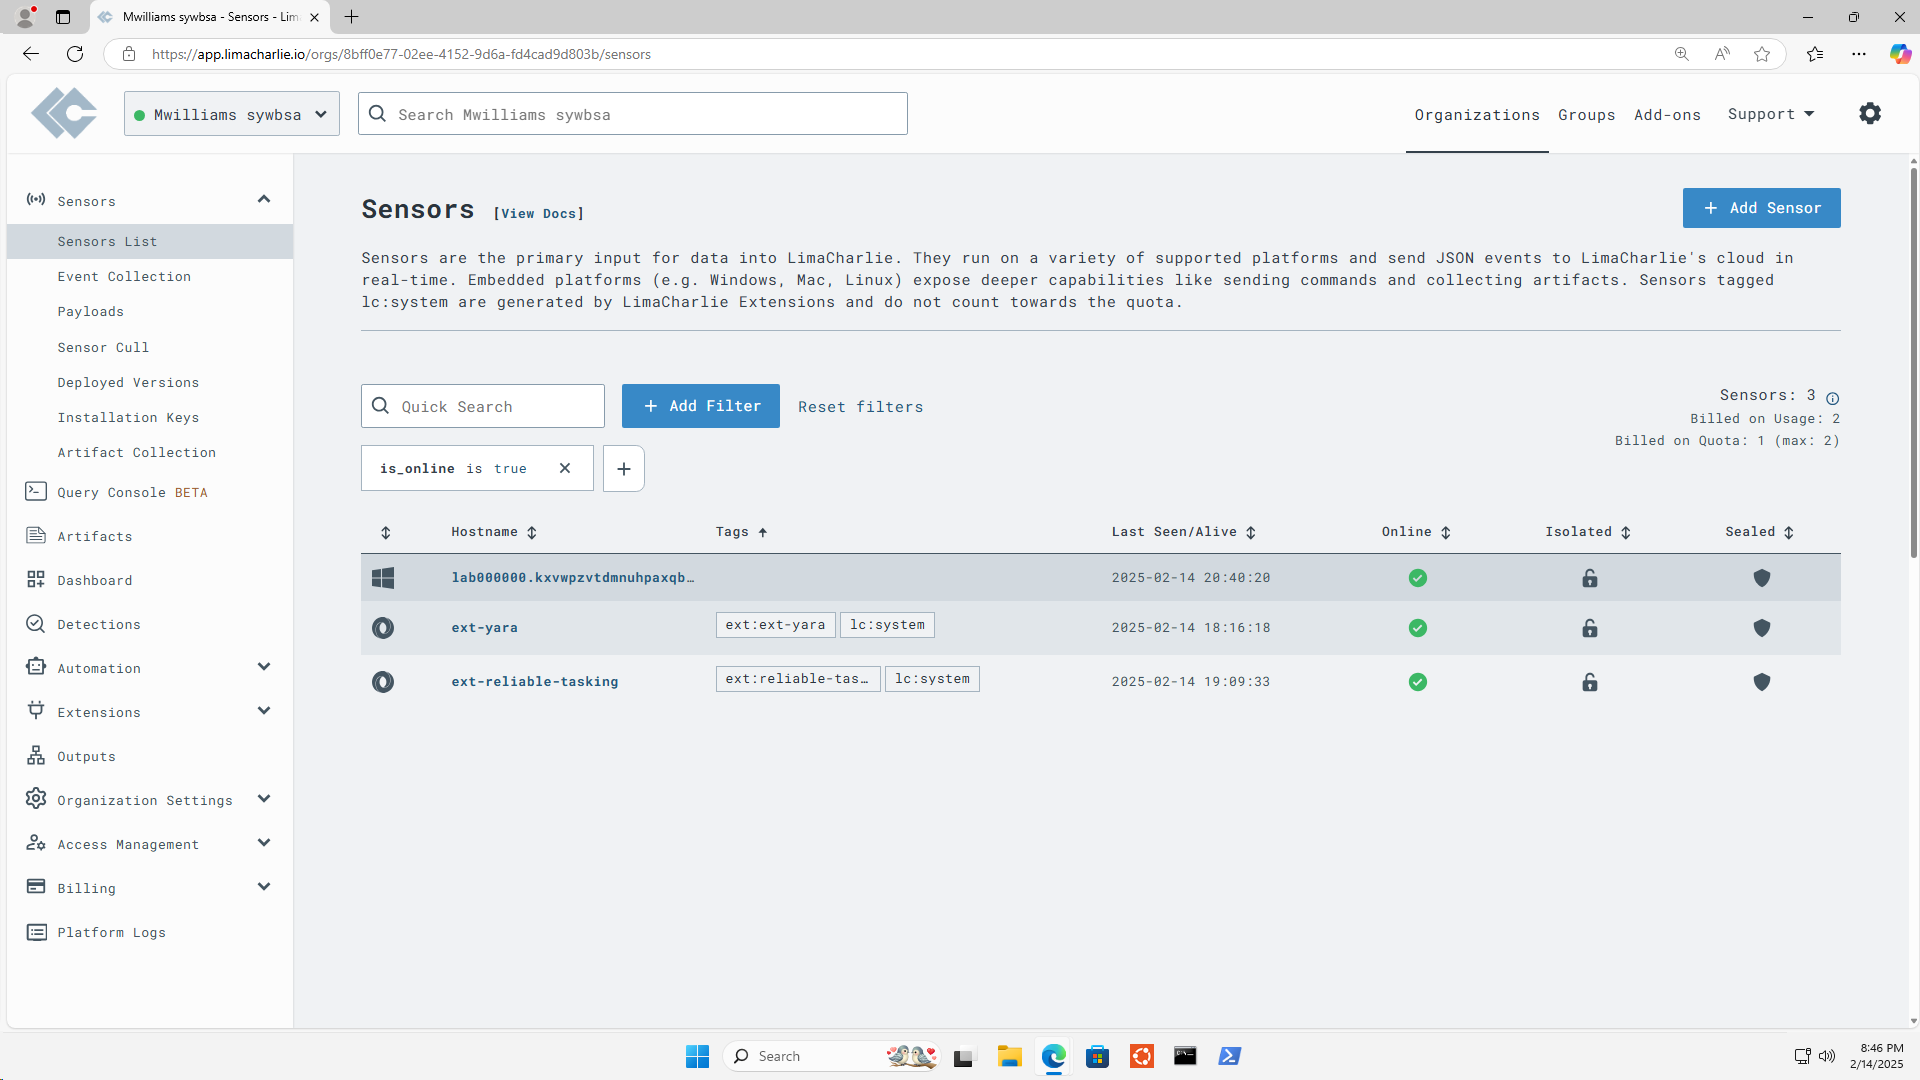 Mwilliams sywbsa - Sensors - Lim
https://app.limacharlie.io/orgs/8bff0e77-02ee-4152-9d6a-fd4cad9d803b/sensors
Mwilliams sywbsa
Search Mwilliams sywbsa
Organizations
Groups
Add-ons
Support
Sensors
Sensors List
Event Collection
Payloads
Sensor Cull
Deployed Versions
Installation Keys
Artifact Collection
Query Console BETA
Artifacts
Dashboard
Detections
Automation
Extensions
Outputs
Organization Settings
Access Management
Billing
Platform Logs
Sensors [View Docs]
+ Add Sensor
Sensors are the primary input for data into LimaCharlie. They run on a variety of supported platforms and send JSON events to LimaCharlie's cloud in
real-time. Embedded platforms (e.g. Windows, Mac, Linux) expose deeper capabilities like sending commands and collecting artifacts. Sensors tagged
lc:system are generated by LimaCharlie Extensions and do not count towards the quota.
Quick Search
+ Add Filter
Reset filters
Sensors: 3
Billed on Usage: 2
Billed on Quota: 1 (max: 2)
is_online is true
Hostname Tags Last Seen/Alive Online Isolated Sealed
lab000000.kxvwpzvtdmnuhpaxqb… 2025-02-14 20:40:20
ext-yara ext:ext-yara lc:system 2025-02-14 18:16:18
ext-reliable-tasking ext:reliable-tas… lc:system 2025-02-14 19:09:33
Search
8:46 PM
2/14/2025